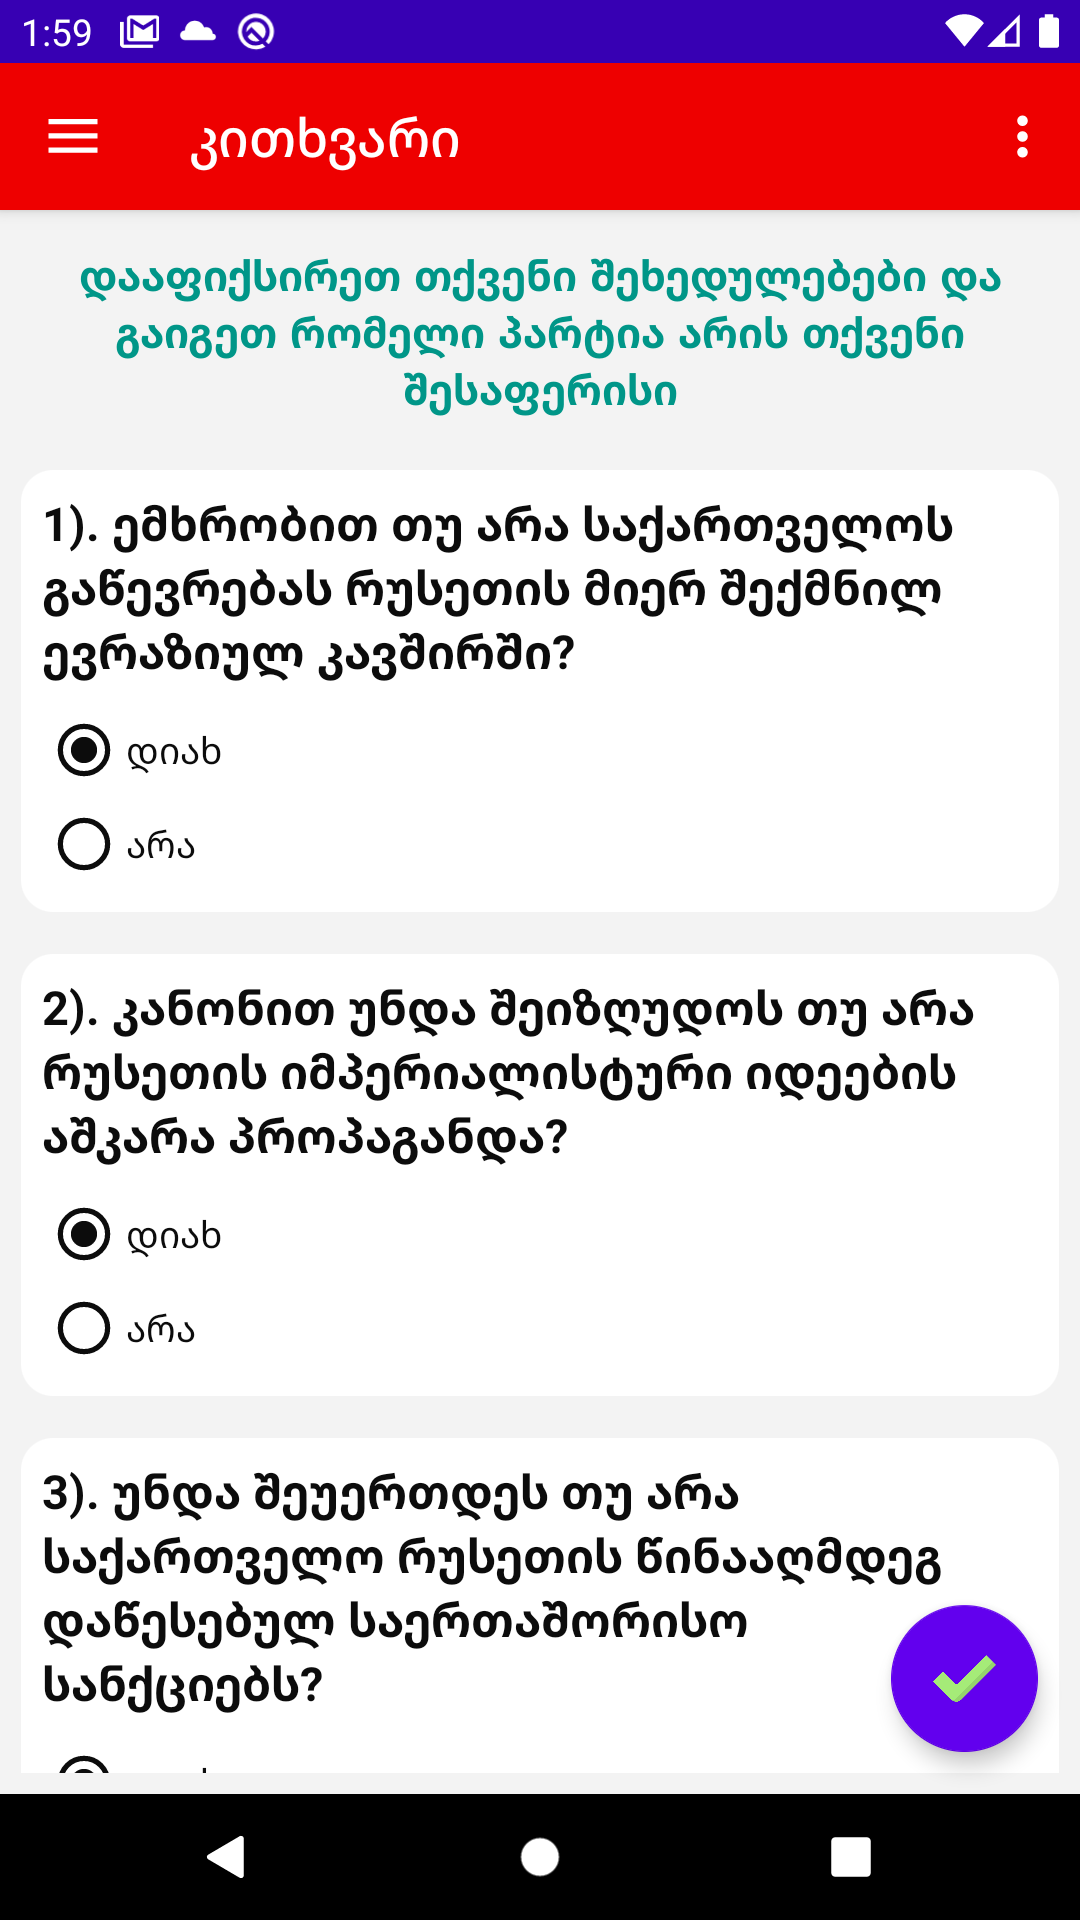 1:59
კითხვარი
დააფიქსირეთ თქვენი შეხედულებები და
გაიგეთ რომელი პარტია არის თქვენი
შესაფერისი
1). ემხრობით თუ არა საქართველოს
გაწევრებას რუსეთის მიერ შექმნილ
ევრაზიულ კავშირში?
დიახ
არა
2). კანონით უნდა შეიზღუდოს თუ არა
რუსეთის იმპერიალისტური იდეების
აშკარა პროპაგანდა?
დიახ
არა
3). უნდა შეუერთდეს თუ არა
საქართველო რუსეთის წინააღმდეგ
დაწესებულ საერთაშორისო
სანქციებს?